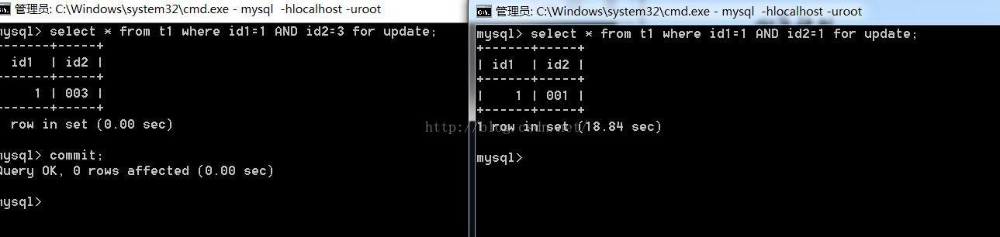 管理员: C:\Windows\system32\cmd.exe - mysql -hlocalhost -uroot
mysql> select * from t1 where id1=1 AND id2=3 for update;
------+-----+
id1 | id2 |
------+-----+
1 | 003 |
------+-----+
row in set (0.00 sec)
mysql> commit;
Query OK, 0 rows affected (0.00 sec)
mysql>
管理员: C:\Windows\system32\cmd.exe - mysql -hlocalhost -uroot
mysql> select * from t1 where id1=1 AND id2=1 for update;
+------+-----+
| id1 | id2 |
+------+-----+
| 1 | 001 |
+------+-----+
1 row in set (18.84 sec)
mysql>
http://blog.csdn.net/